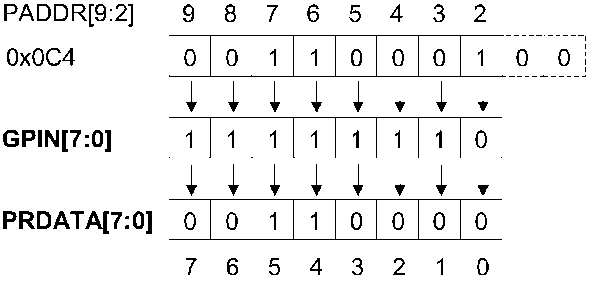 PADDR[9:2] 9 8 7 6 5 4 3 2
0x0C4 0 0 1 1 0 0 0 1 0 0
GPIN[7:0] 1 1 1 1 1 1 1 0
PRDATA[7:0] 0 0 1 1 0 0 0 0
7 6 5 4 3 2 1 0